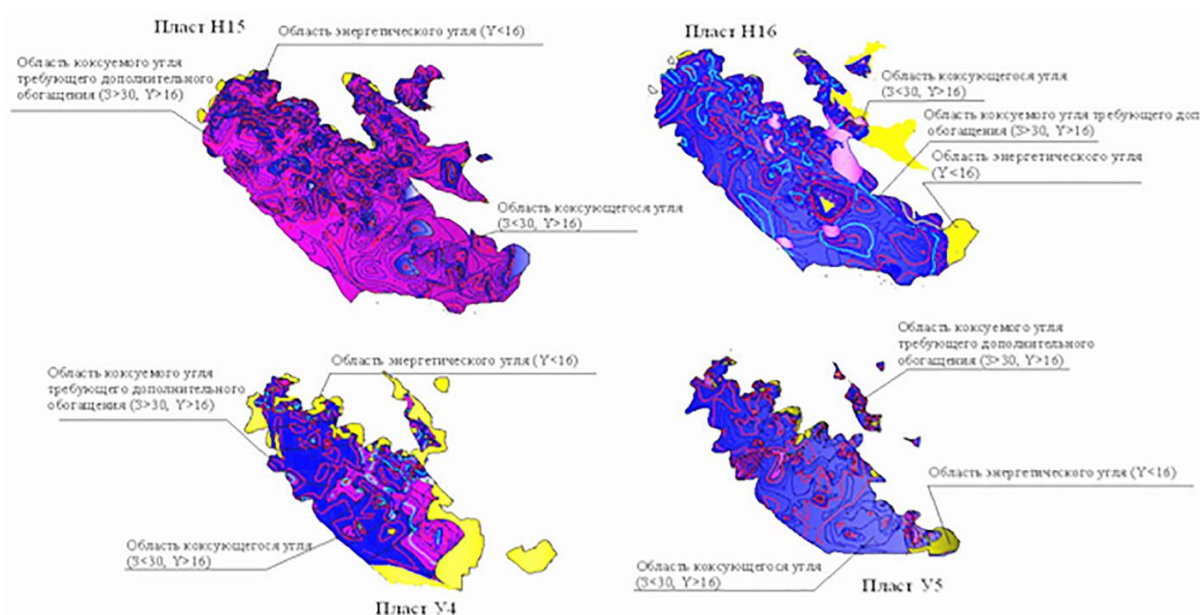 Пласт Н15
Область энергетического угля (Y<16)
Область коксуемого угля
требующего дополнительного
обогащения (З>30, Y>16)
Область коксующегося угля
(З<30, Y>16)
Пласт Н16
Область коксующегося угля
(З<30, Y>16)
Область коксуемого угля требующего доп
обогащения (З>30, Y>16)
Область энергетического угля
(Y<16)
Область коксуемого угля
требующего дополнительного
обогащения (З>30, Y>16)
Область энергетического угля (Y<16)
Область коксующегося угля
(З<30, Y>16)
Пласт У4
Область коксуемого угля
требующего дополнительного
обогащения (З>30, Y>16)
Область энергетического угля (Y<16)
Область коксующегося угля
(З<30, Y>16)
Пласт У5